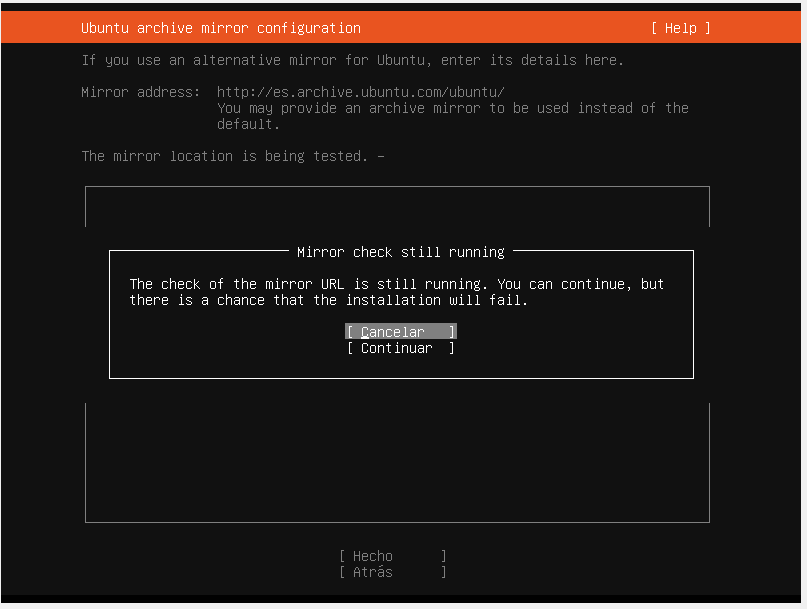 Ubuntu archive mirror configuration [ Help ]
If you use an alternative mirror for Ubuntu, enter its details here.
Mirror address: http://es.archive.ubuntu.com/ubuntu/
You may provide an archive mirror to be used instead of the
default.
The mirror location is being tested. –
Mirror check still running
The check of the mirror URL is still running. You can continue, but
there is a chance that the installation will fail.
[ Cancelar ]
[ Continuar ]
[ Hecho ]
[ Atrás ]